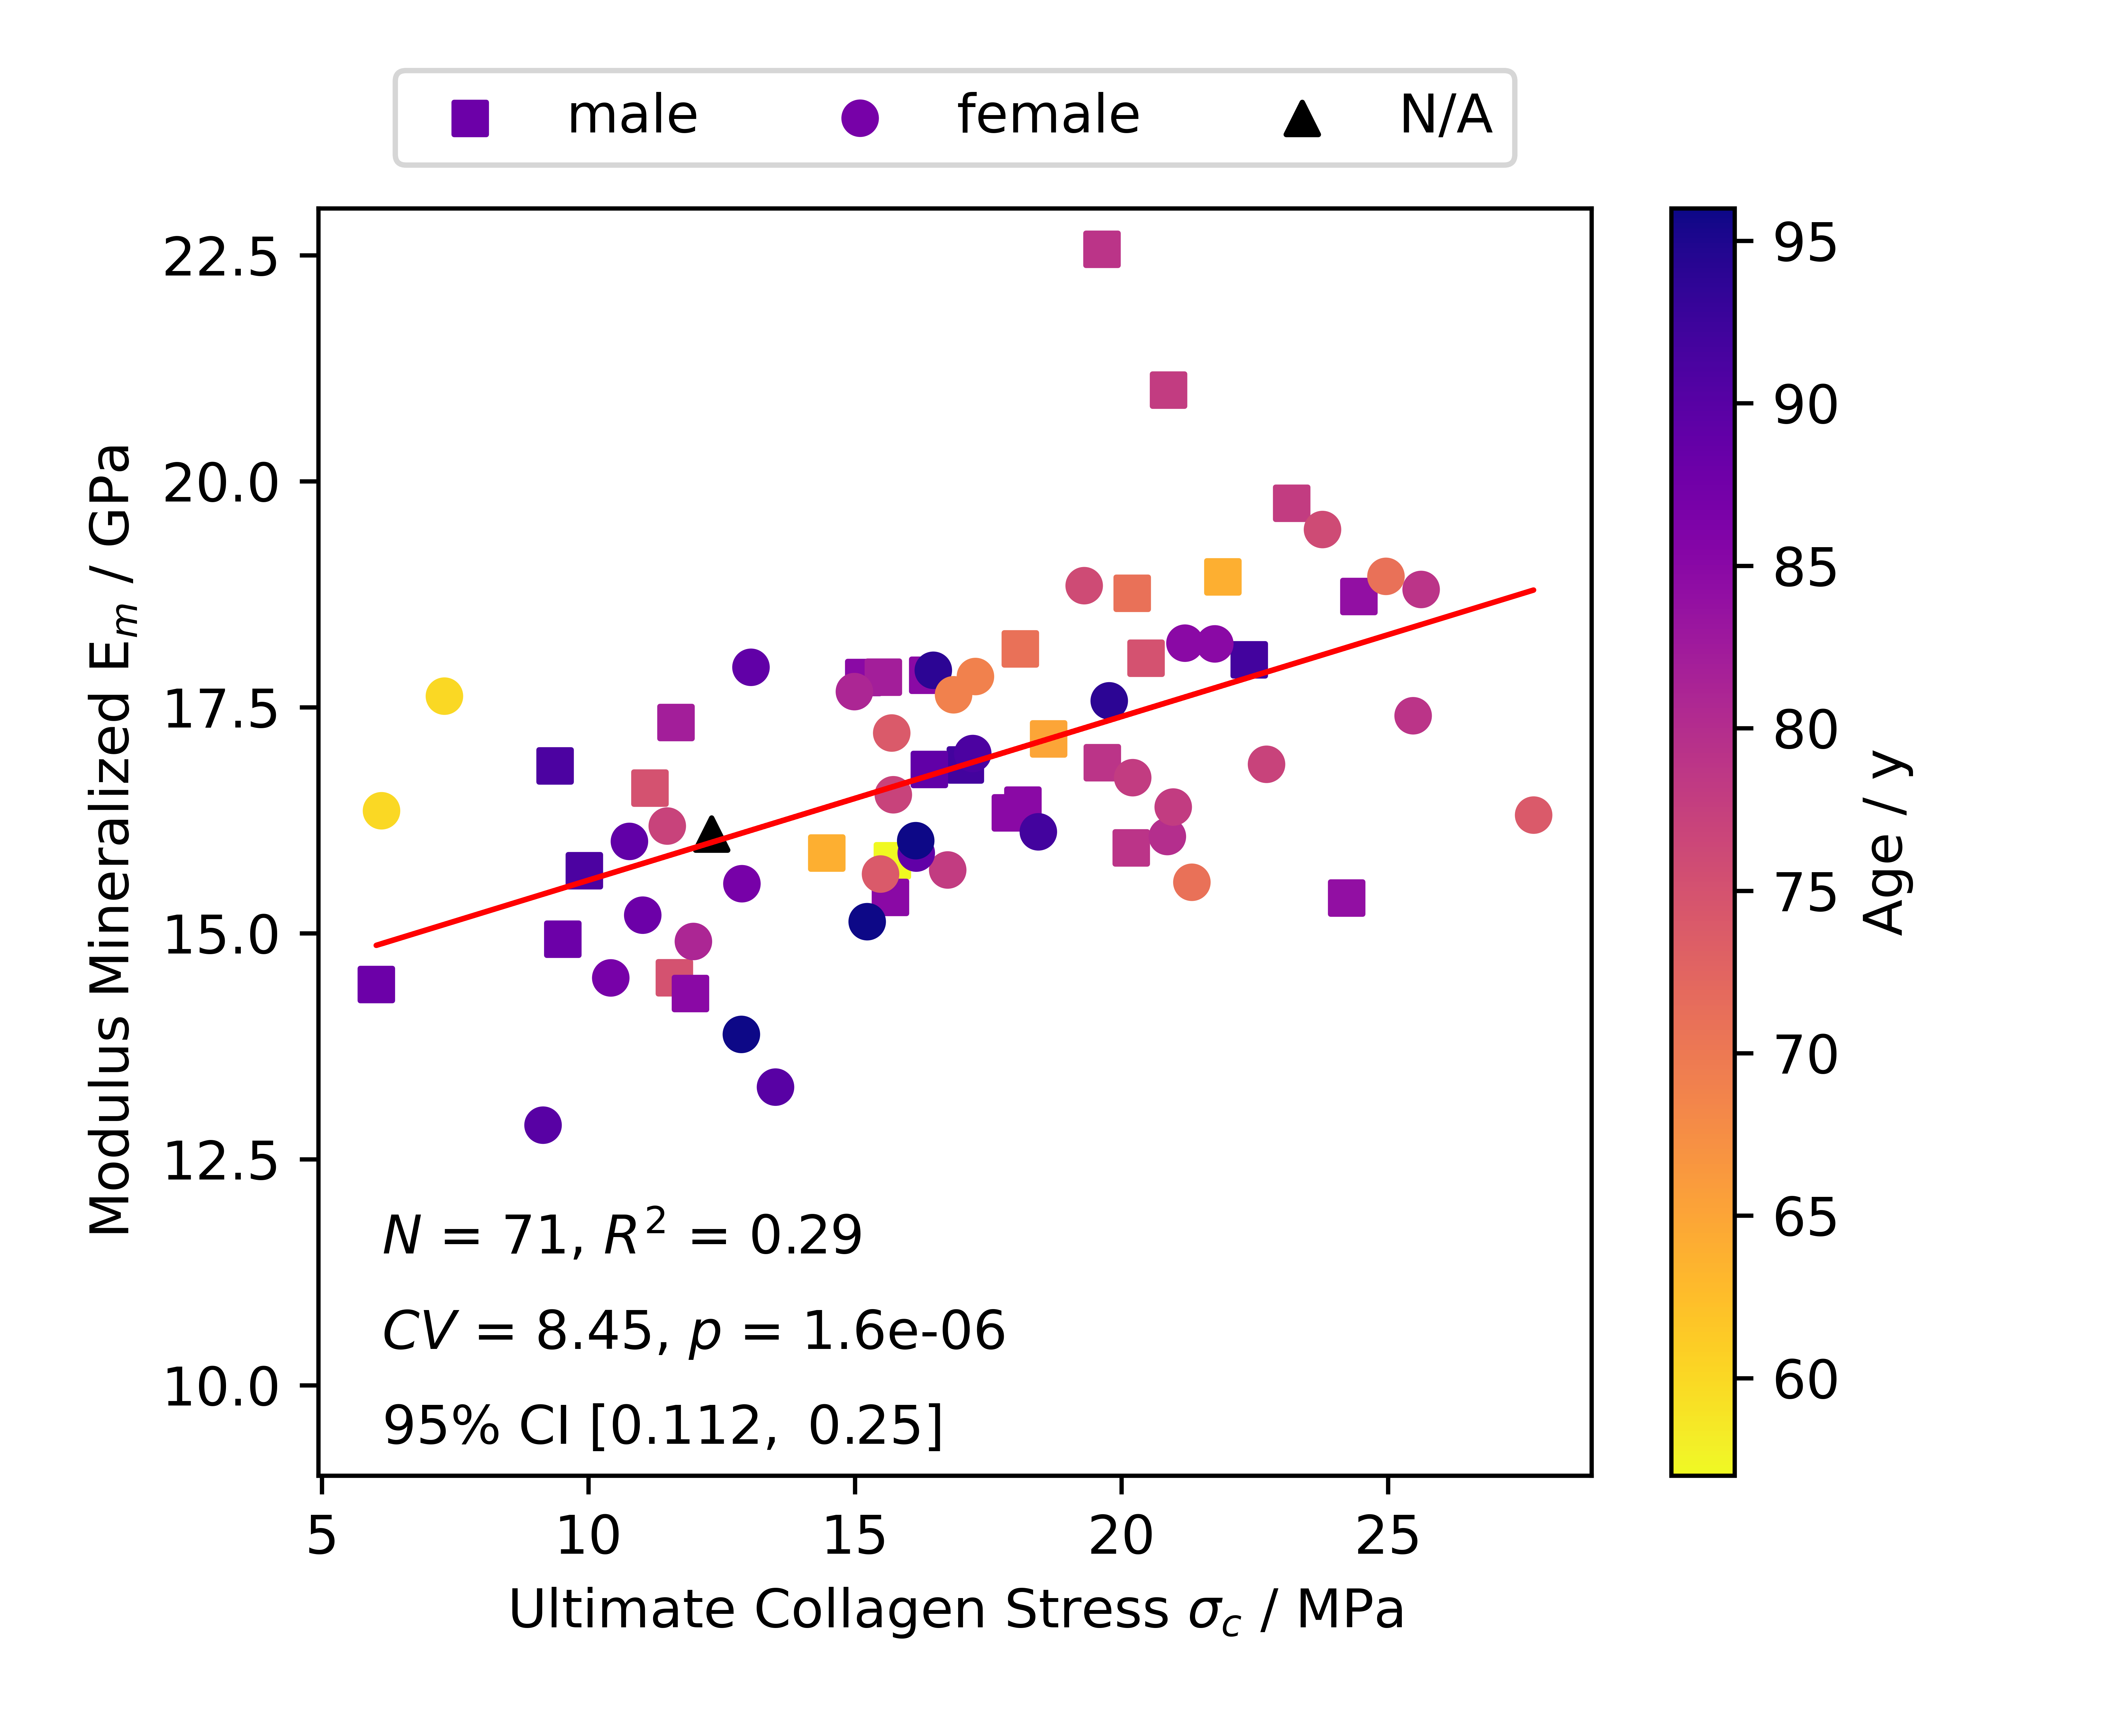 male female N/A
22.5
20.0
17.5
15.0
12.5
10.0
Modulus Mineralized E_m / GPa
N = 71, R² = 0.29
CV = 8.45, p = 1.6e-06
95% CI [0.112, 0.25]
5 10 15 20 25
Ultimate Collagen Stress σ_c / MPa
95
90
85
80
75
70
65
60
Age / y